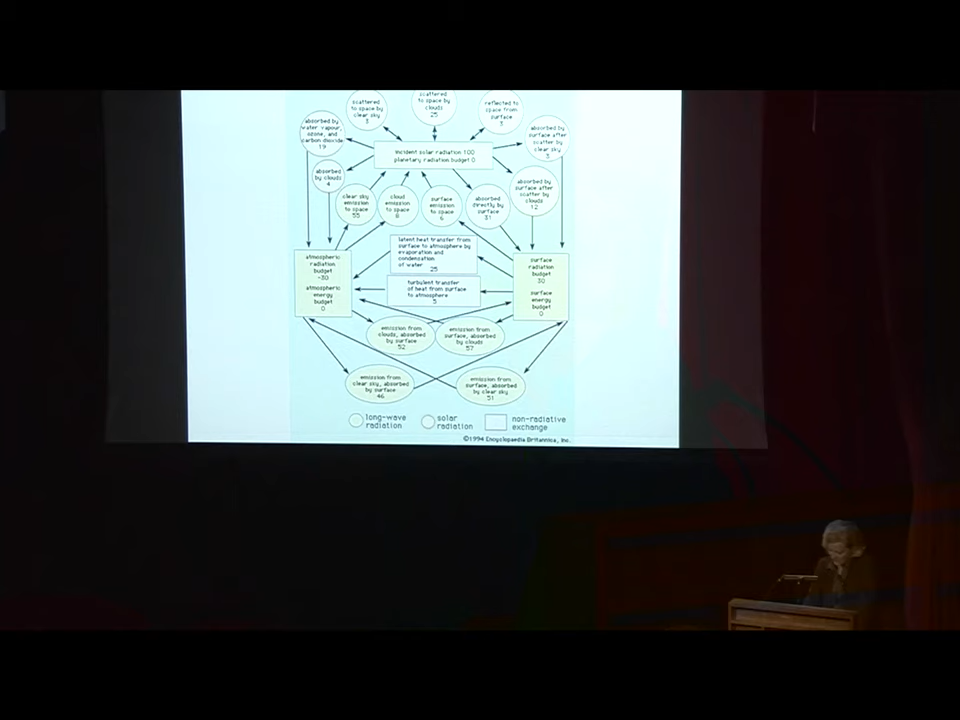 scattered
to space by
clear sky
3
scattered
to space by
clouds
25
reflected to
space from
surface
3
absorbed by
water vapour,
ozone, and
carbon dioxide
19
absorbed by
surface after
scatter by
clear sky
3
incident solar radiation 100
planetary radiation budget 0
absorbed
by clouds
4
clear sky
emission
to space
55
cloud
emission
to space
8
surface
emission
to space
6
absorbed
directly by
surface
31
absorbed by
surface after
scatter by
clouds
12
latent heat transfer from
surface to atmosphere by
evaporation and
condensation
of water
25
atmospheric
radiation
budget
-30
atmospheric
energy
budget
0
turbulent transfer
of heat from surface
to atmosphere
5
surface
radiation
budget
30
surface
energy
budget
0
emission from
clouds, absorbed
by surface
52
emission from
surface, absorbed
by clouds
57
emission from
clear sky, absorbed
by surface
46
emission from
surface, absorbed
by clear sky
51
long-wave
radiation
solar
radiation
non-radiative
exchange
©1994 Encyclopaedia Britannica, Inc.